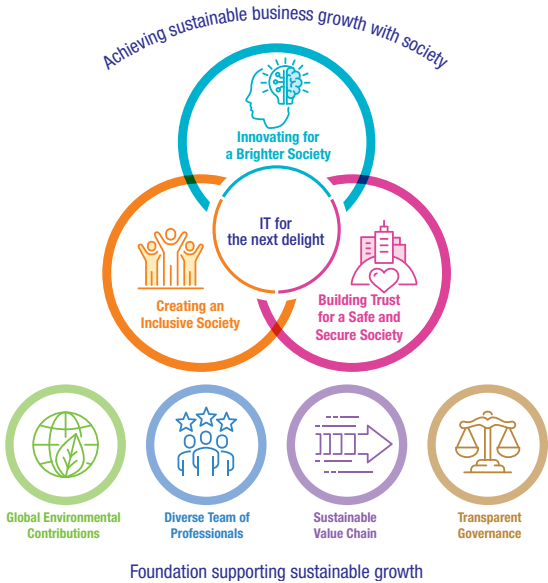 Achieving sustainable business growth with society
Innovating for
a Brighter Society
IT for
the next delight
Creating an
Inclusive Society
Building Trust
for a Safe and
Secure Society
Global Environmental
Contributions
Diverse Team of
Professionals
Sustainable
Value Chain
Transparent
Governance
Foundation supporting sustainable growth